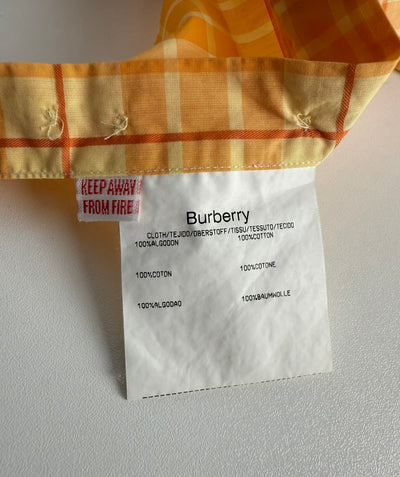 KEEP AWAY
FROM FIRE
Burberry
CLOTH/TEJIDO/OBERSTOFF/TISSU/TESSUTO/TECIDO
100%ALGODON 100%COTTON
100%COTON 100%COTONE
100%ALGODAO 100%BAUMWOLLE